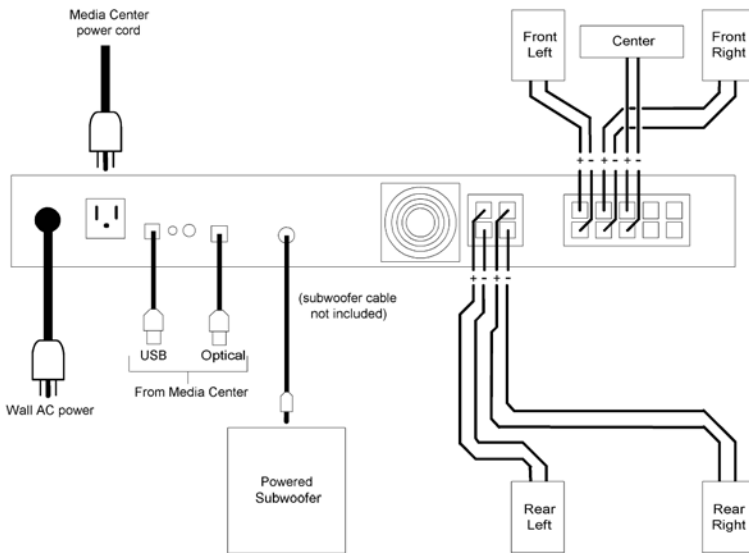 Media Center
power cord
Front
Left
Center
Front
Right
+ - + - + -
+ - + -
(subwoofer cable
not included)
USB
Optical
From Media Center
Wall AC power
Powered
Subwoofer
Rear
Left
Rear
Right